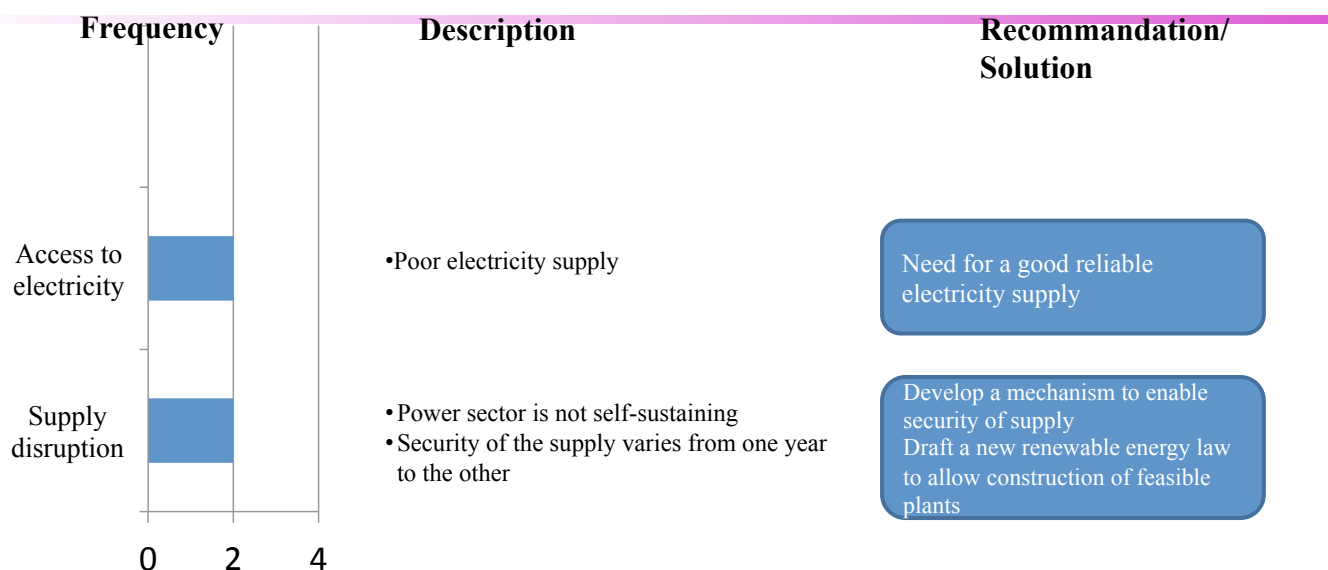 Frequency
Description
Recommandation/
Solution
Access to
electricity
•Poor electricity supply
Need for a good reliable
electricity supply
Supply
disruption
•Power sector is not self-sustaining
•Security of the supply varies from one year
to the other
Develop a mechanism to enable
security of supply
Draft a new renewable energy law
to allow construction of feasible
plants
0 2 4